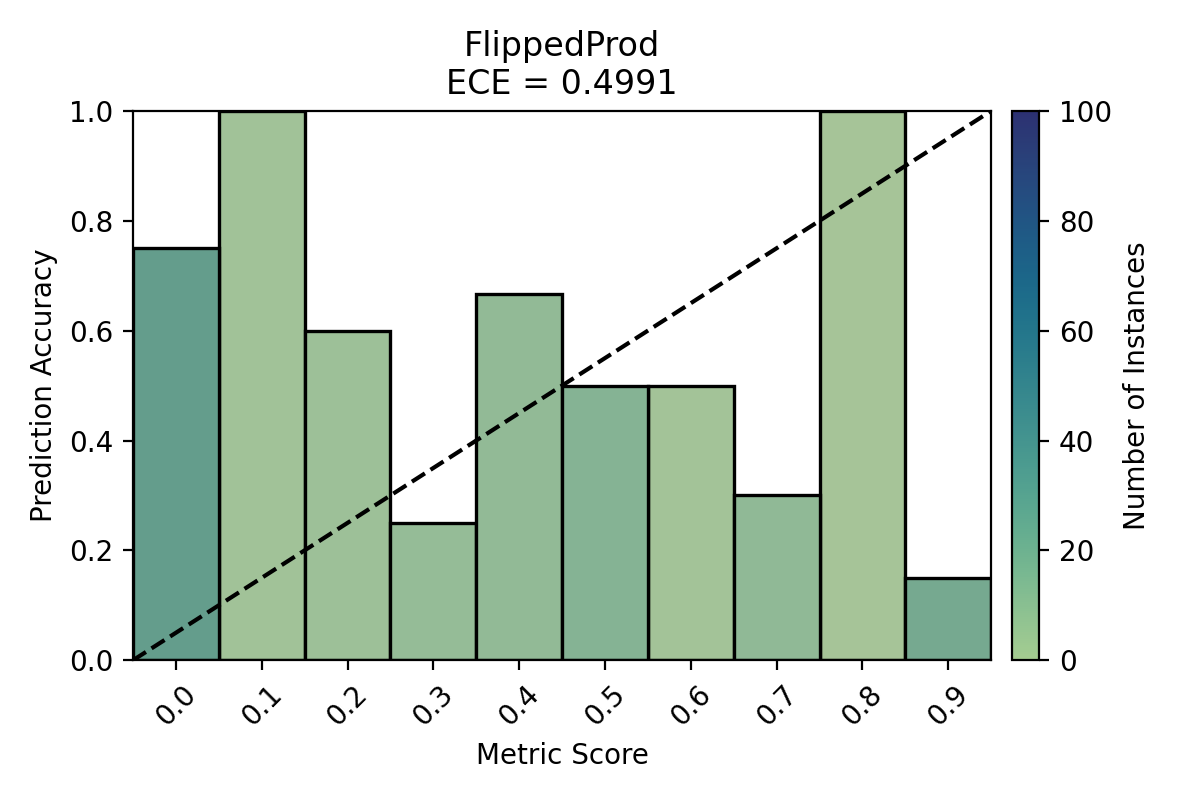 FlippedProd
ECE = 0.4991
1.0
0.8
0.6
0.4
0.2
0.0
Prediction Accuracy
0.0 0.1 0.2 0.3 0.4 0.5 0.6 0.7 0.8 0.9
Metric Score
100
80
60
40
20
0
Number of Instances